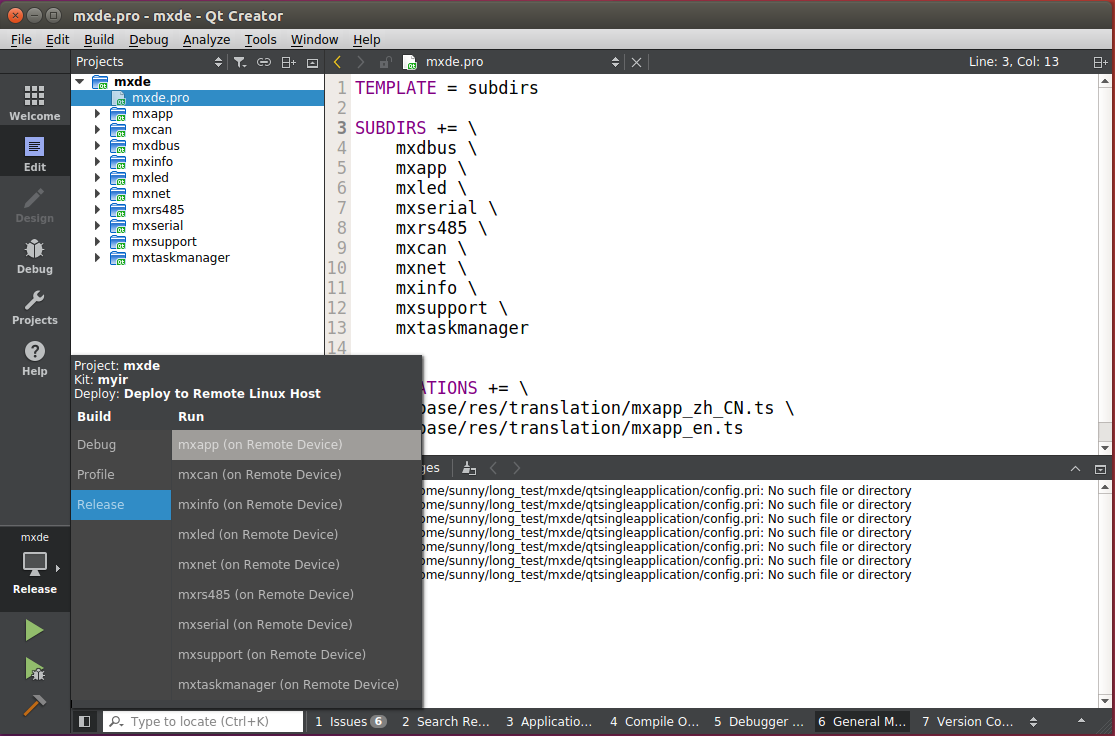 mxde.pro - mxde - Qt Creator
File Edit Build Debug Analyze Tools Window Help
Projects
mxde.pro
Line: 3, Col: 13
Welcome
Edit
Design
Debug
Projects
Help
mxde
mxde.pro
mxapp
mxcan
mxdbus
mxinfo
mxled
mxnet
mxrs485
mxserial
mxsupport
mxtaskmanager
1 TEMPLATE = subdirs
2
3 SUBDIRS += \
4 mxdbus \
5 mxapp \
6 mxled \
7 mxserial \
8 mxrs485 \
9 mxcan \
10 mxnet \
11 mxinfo \
12 mxsupport \
13 mxtaskmanager
14
ATIONS += \
base/res/translation/mxapp_zh_CN.ts \
base/res/translation/mxapp_en.ts
Project: mxde
Kit: myir
Deploy: Deploy to Remote Linux Host
Build Run
Debug
Profile
Release
mxapp (on Remote Device)
mxcan (on Remote Device)
mxinfo (on Remote Device)
mxled (on Remote Device)
mxnet (on Remote Device)
mxrs485 (on Remote Device)
mxserial (on Remote Device)
mxsupport (on Remote Device)
mxtaskmanager (on Remote Device)
ges
ome/sunny/long_test/mxde/qtsingleapplication/config.pri: No such file or directory
ome/sunny/long_test/mxde/qtsingleapplication/config.pri: No such file or directory
ome/sunny/long_test/mxde/qtsingleapplication/config.pri: No such file or directory
ome/sunny/long_test/mxde/qtsingleapplication/config.pri: No such file or directory
ome/sunny/long_test/mxde/qtsingleapplication/config.pri: No such file or directory
ome/sunny/long_test/mxde/qtsingleapplication/config.pri: No such file or directory
ome/sunny/long_test/mxde/qtsingleapplication/config.pri: No such file or directory
mxde
Release
Type to locate (Ctrl+K) 1 Issues 6 2 Search Re... 3 Applicatio... 4 Compile O... 5 Debugger ... 6 General M... 7 Version Co...